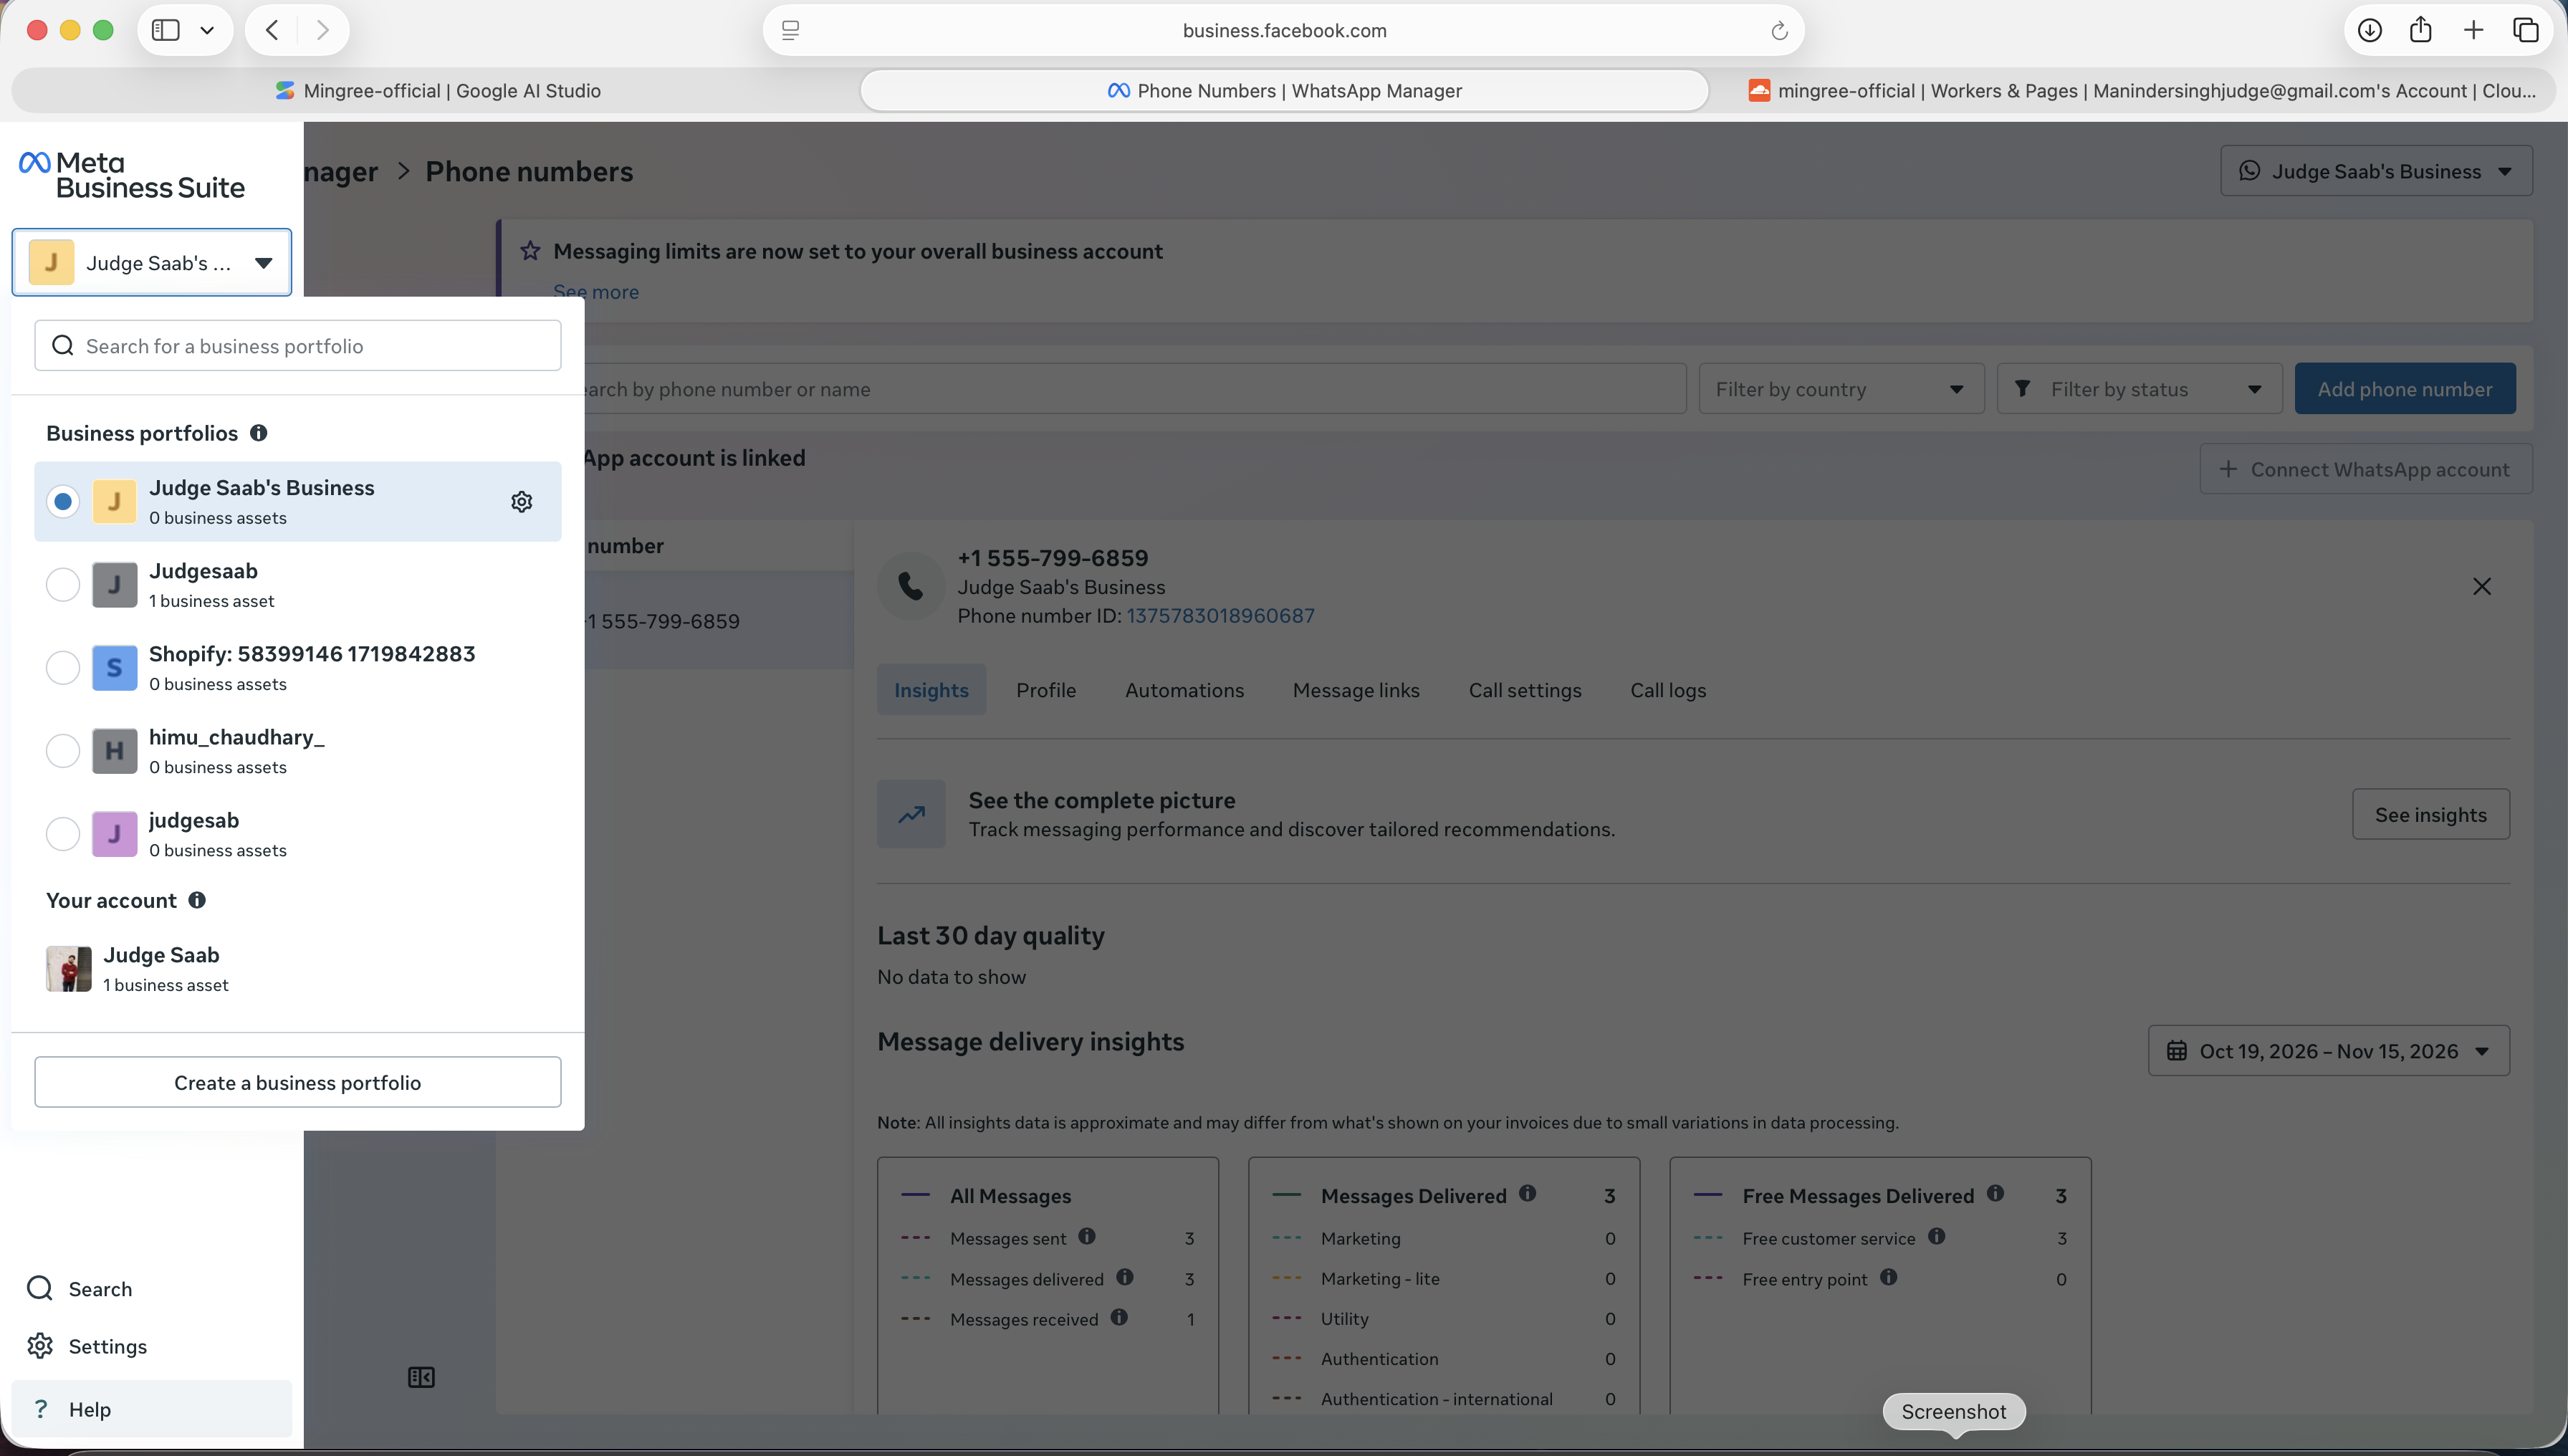 business.facebook.com
Mingree-official | Google AI Studio
Phone Numbers | WhatsApp Manager
mingree-official | Workers & Pages | Manindersinghjudge@gmail.com's Account | Clou...
Meta
Business Suite
nager > Phone numbers
Judge Saab's Business
J Judge Saab's ...
Messaging limits are now set to your overall business account
See more
Search for a business portfolio
arch by phone number or name
Filter by country
Filter by status
Add phone number
Business portfolios
App account is linked
+ Connect WhatsApp account
J Judge Saab's Business
0 business assets
J Judgesaab
1 business asset
S Shopify: 58399146 1719842883
0 business assets
H himu_chaudhary_
0 business assets
J judgesab
0 business assets
Your account
Judge Saab
1 business asset
Create a business portfolio
Search
Settings
? Help
number
1 555-799-6859
+1 555-799-6859
Judge Saab's Business
Phone number ID: 1375783018960687
Insights
Profile
Automations
Message links
Call settings
Call logs
See the complete picture
Track messaging performance and discover tailored recommendations.
See insights
Last 30 day quality
No data to show
Message delivery insights
Oct 19, 2026 – Nov 15, 2026
Note: All insights data is approximate and may differ from what's shown on your invoices due to small variations in data processing.
All Messages
Messages sent 3
Messages delivered 3
Messages received 1
Messages Delivered 3
Marketing 0
Marketing - lite 0
Utility 0
Authentication 0
Authentication - international 0
Free Messages Delivered 3
Free customer service 3
Free entry point 0
Screenshot